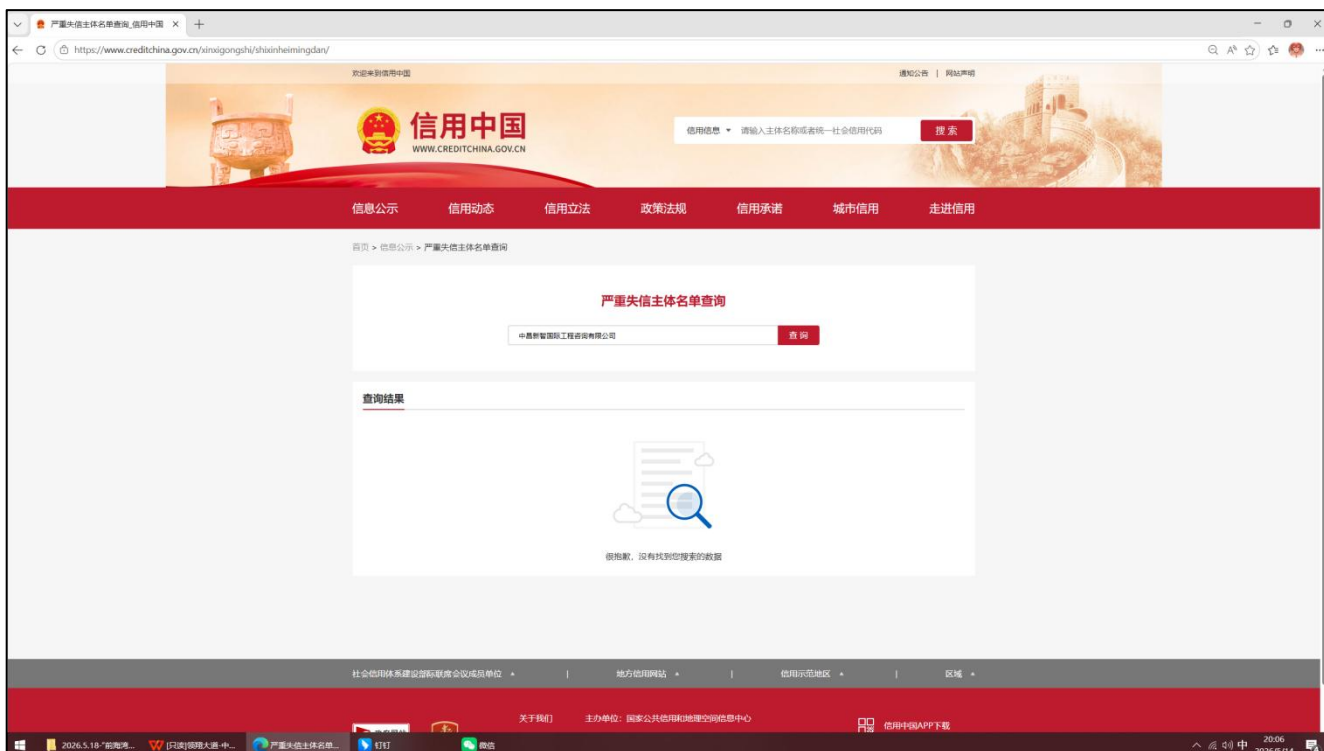 严重失信主体名单查询_信用中国
https://www.creditchina.gov.cn/xinxigongshi/shixinheimingdan/
欢迎来到信用中国
通知公告 | 网站声明
信用中国
WWW.CREDITCHINA.GOV.CN
信用信息 请输入主体名称或者统一社会信用代码 搜索
信息公示 信用动态 信用立法 政策法规 信用承诺 城市信用 走进信用
首页 > 信息公示 > 严重失信主体名单查询
严重失信主体名单查询
中昌新智国际工程咨询有限公司 查询
查询结果
很抱歉，没有找到您搜索的数据
社会信用体系建设部际联席会议成员单位 | 地方信用网站 | 信用示范地区 | 区域
关于我们 主办单位：国家公共信用和地理空间信息中心
信用中国APP下载
2026.5.18-"前海湾... [只读]领翔大道-中... 严重失信主体名单... 钉钉 微信
中 20:06
2026/5/14